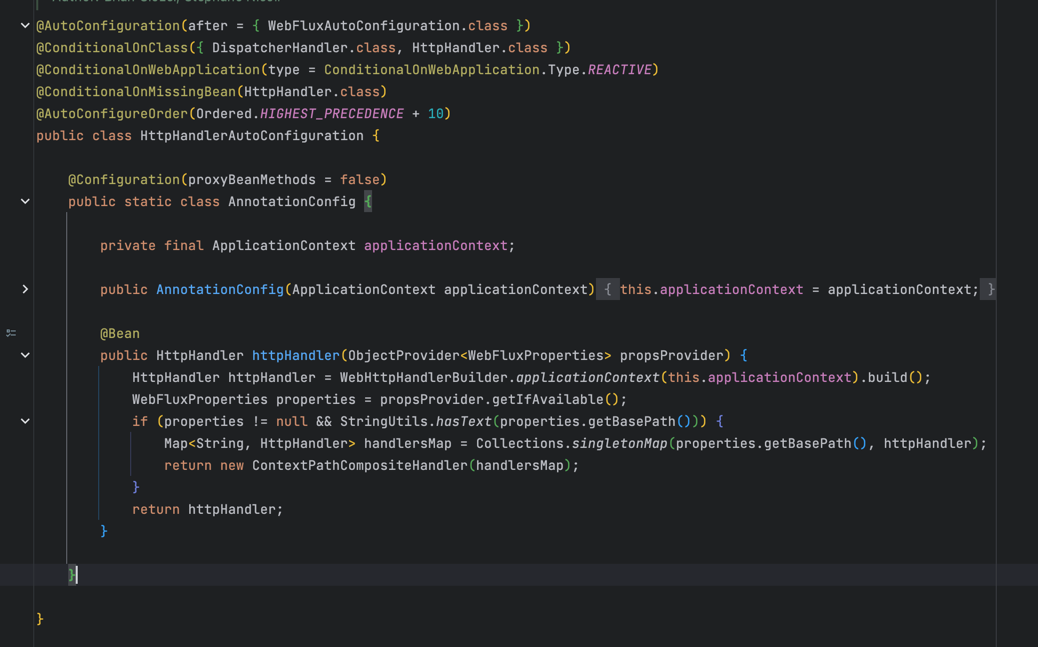 @AutoConfiguration(after = { WebFluxAutoConfiguration.class })
@ConditionalOnClass({ DispatcherHandler.class, HttpHandler.class })
@ConditionalOnWebApplication(type = ConditionalOnWebApplication.Type.REACTIVE)
@ConditionalOnMissingBean(HttpHandler.class)
@AutoConfigureOrder(Ordered.HIGHEST_PRECEDENCE + 10)
public class HttpHandlerAutoConfiguration {
@Configuration(proxyBeanMethods = false)
public static class AnnotationConfig {
private final ApplicationContext applicationContext;
public AnnotationConfig(ApplicationContext applicationContext) { this.applicationContext = applicationContext; }
@Bean
public HttpHandler httpHandler(ObjectProvider<WebFluxProperties> propsProvider) {
HttpHandler httpHandler = WebHttpHandlerBuilder.applicationContext(this.applicationContext).build();
WebFluxProperties properties = propsProvider.getIfAvailable();
if (properties != null && StringUtils.hasText(properties.getBasePath())) {
Map<String, HttpHandler> handlersMap = Collections.singletonMap(properties.getBasePath(), httpHandler);
return new ContextPathCompositeHandler(handlersMap);
}
return httpHandler;
}
}
}